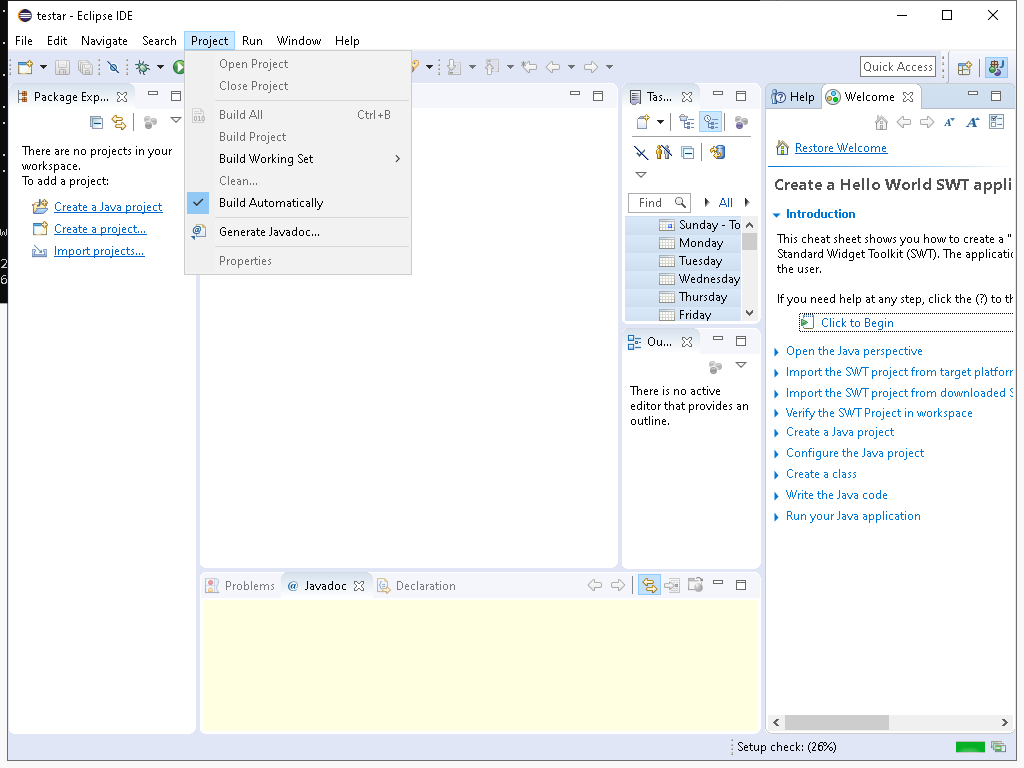 testar - Eclipse IDE
File Edit Navigate Search Project Run Window Help
Quick Access
Open Project
Close Project
Build All Ctrl+B
Build Project
Build Working Set
Clean...
Build Automatically
Generate Javadoc...
Properties
Package Exp...
There are no projects in your
workspace.
To add a project:
Create a Java project
Create a project...
Import projects...
Tas...
Find All
Sunday - To
Monday
Tuesday
Wednesday
Thursday
Friday
Ou...
There is no active
editor that provides an
outline.
Help Welcome
Restore Welcome
Create a Hello World SWT appli
Introduction
This cheat sheet shows you how to create a "
Standard Widget Toolkit (SWT). The applicatio
the user.
If you need help at any step, click the (?) to th
Click to Begin
Open the Java perspective
Import the SWT project from target platform
Import the SWT project from downloaded S
Verify the SWT Project in workspace
Create a Java project
Configure the Java project
Create a class
Write the Java code
Run your Java application
Problems @ Javadoc Declaration
Setup check: (26%)